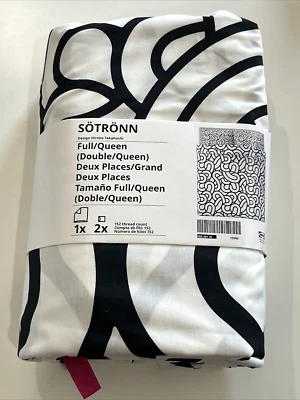 SÖTRÖNN
Design Hiroko Takahashi
Full/Queen
(Double/Queen)
Deux Places/Grand
Deux Places
Tamaño Full/Queen
(Doble/Queen)
1x 2x
152 thread count
Compte de fils 152
Número de hilos 152